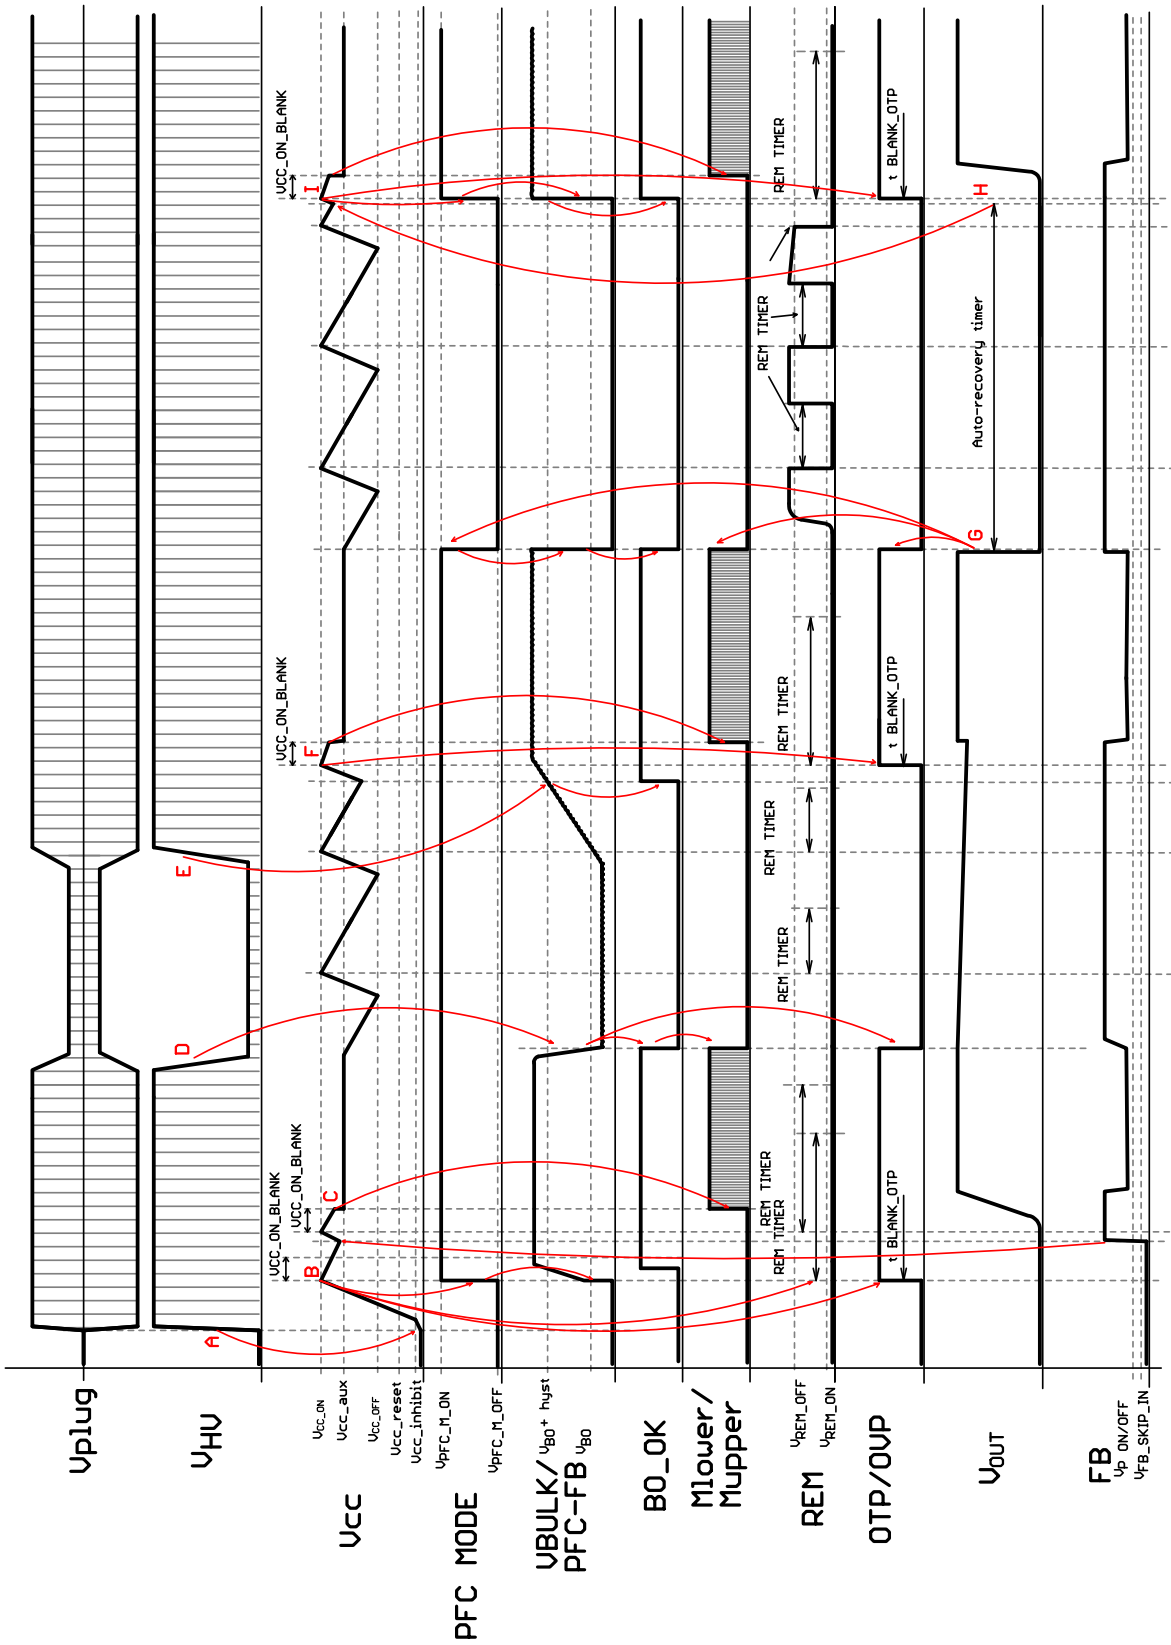 Vplug
VHV
A
D
E
VCC_ON_BLANK
VCC_ON_BLANK
VCC_ON_BLANK
VCC_ON_BLANK
B
C
F
I
VCC_ON
Vcc_aux
VCC_OFF
Vcc_reset
Vcc_inhibit
Vcc
VPFC_M_ON
VPFC_M_OFF
PFC MODE
VBULK/ VBO+ hyst
PFC-FB VBO
BO_OK
Mlower/
Mupper
REM TIMER
REM TIMER
REM TIMER
REM TIMER
REM TIMER
REM TIMER
REM TIMER
VREM_OFF
VREM_ON
REM
OTP/OVP
t BLANK_OTP
t BLANK_OTP
t BLANK_OTP
G
Auto-recovery timer
H
VOUT
FB
VP ON/OFF
VFB_SKIP_IN